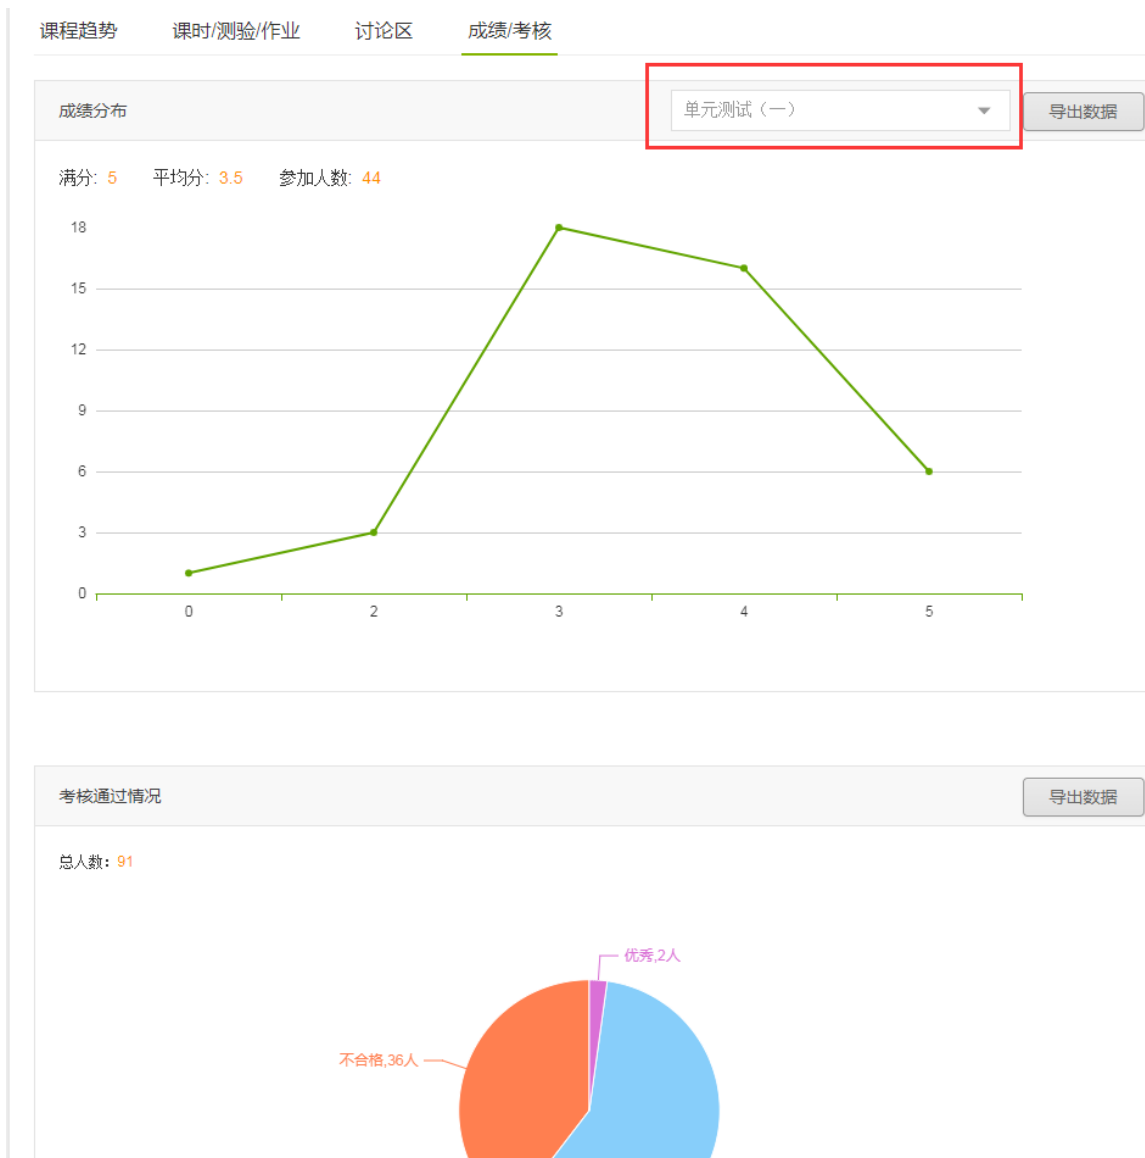 课程趋势 课时/测验/作业 讨论区 成绩/考核
成绩分布 单元测试（一） 导出数据
满分: 5 平均分: 3.5 参加人数: 44
18
15
12
9
6
3
0
0 2 3 4 5
考核通过情况 导出数据
总人数: 91
优秀,2人
不合格,36人